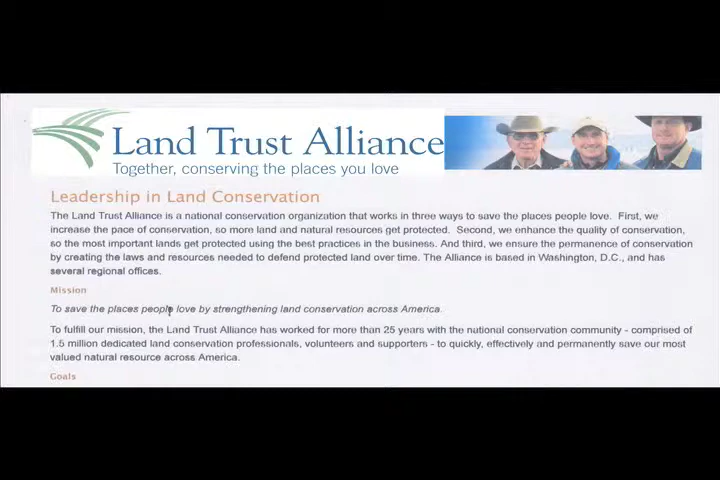 Land Trust Alliance
Together, conserving the places you love
Leadership in Land Conservation
The Land Trust Alliance is a national conservation organization that works in three ways to save the places people love. First, we
increase the pace of conservation, so more land and natural resources get protected. Second, we enhance the quality of conservation,
so the most important lands get protected using the best practices in the business. And third, we ensure the permanence of conservation
by creating the laws and resources needed to defend protected land over time. The Alliance is based in Washington, D.C., and has
several regional offices.
Mission
To save the places people love by strengthening land conservation across America.
To fulfill our mission, the Land Trust Alliance has worked for more than 25 years with the national conservation community - comprised of
1.5 million dedicated land conservation professionals, volunteers and supporters - to quickly, effectively and permanently save our most
valued natural resource across America.
Goals